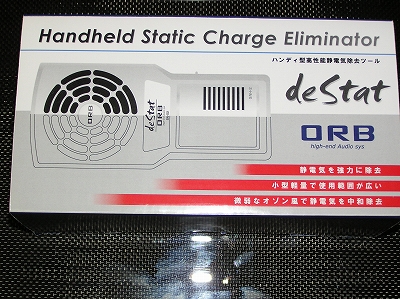 Handheld Static Charge Eliminator
ハンディ型高性能静電気除去ツール
deStat
ORB
high-end Audio sys
deStat
ORB
ORB
静電気を強力に除去
小型軽量で使用範囲が広い
微弱なオゾン風で静電気を中和除去